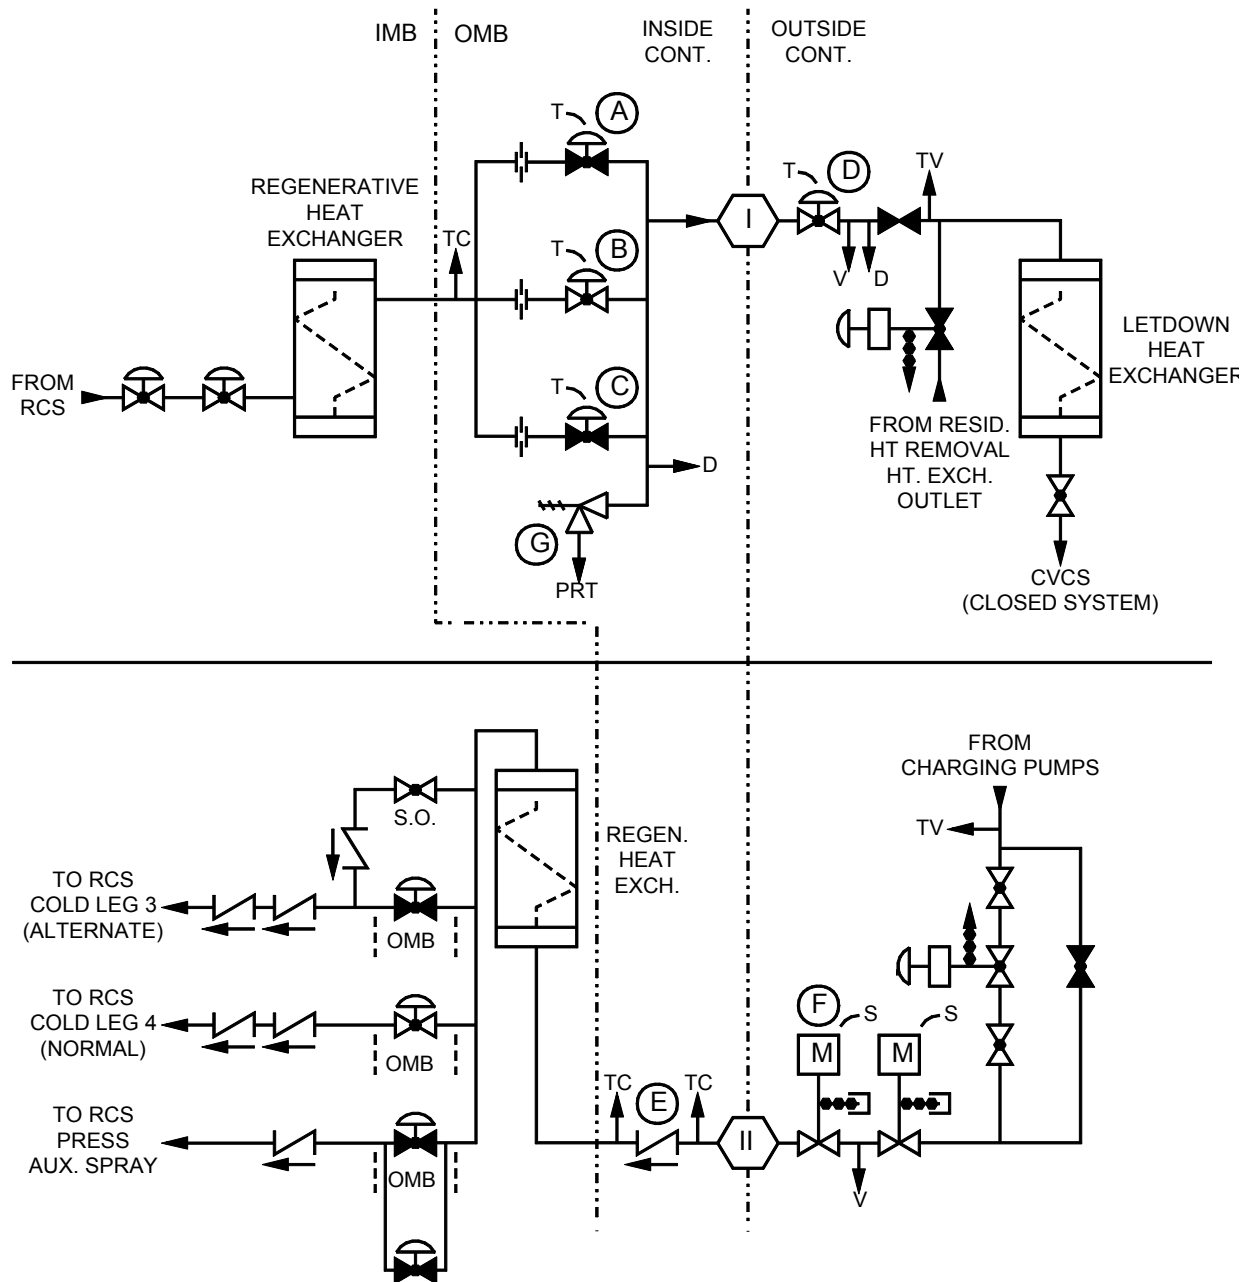 IMB
OMB
INSIDE
CONT.
OUTSIDE
CONT.
T
A
T
D
TV
REGENERATIVE
HEAT
EXCHANGER
TC
T
B
I
V
D
LETDOWN
HEAT
EXCHANGER
FROM
RCS
T
C
FROM RESID.
HT REMOVAL
HT. EXCH.
OUTLET
D
G
PRT
CVCS
(CLOSED SYSTEM)
FROM
CHARGING PUMPS
TV
S.O.
REGEN.
HEAT
EXCH.
TO RCS
COLD LEG 3
(ALTERNATE)
OMB
TO RCS
COLD LEG 4
(NORMAL)
OMB
F
S
S
M
M
TC
E
TC
II
V
TO RCS
PRESS
AUX. SPRAY
OMB